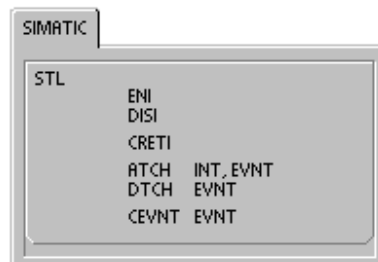 SIMATIC
STL
ENI
DISI
CRETI
ATCH INT, EVNT
DTCH EVNT
CEVNT EVNT